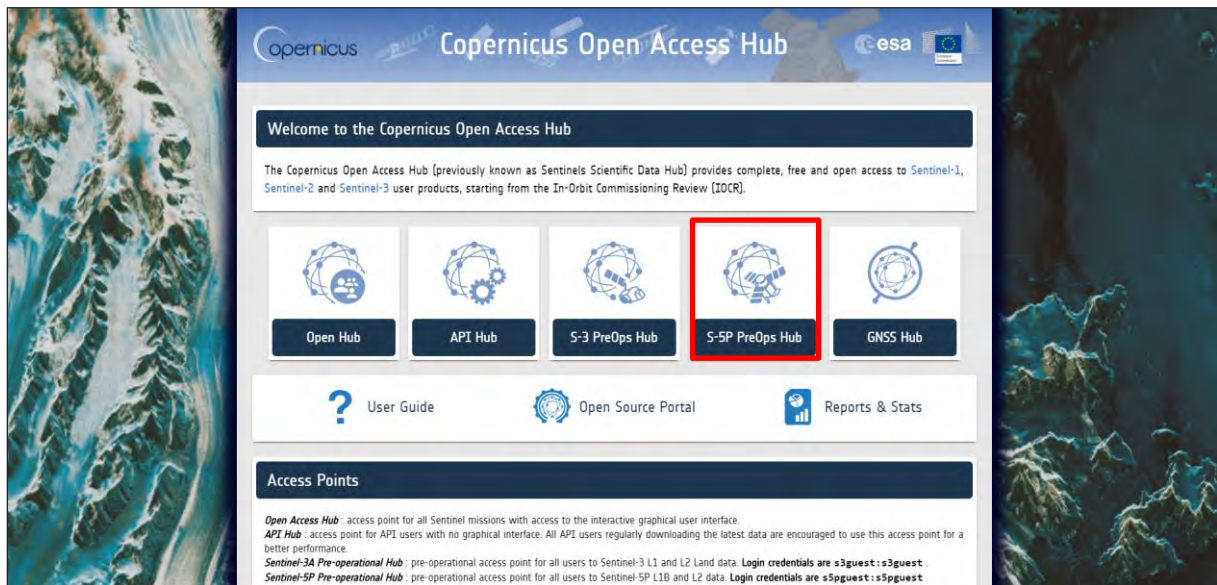 opernicus
Copernicus Open Access Hub
esa
Welcome to the Copernicus Open Access Hub
The Copernicus Open Access Hub (previously known as Sentinels Scientific Data Hub) provides complete, free and open access to Sentinel-1,
Sentinel-2 and Sentinel-3 user products, starting from the In-Orbit Commissioning Review (IOCR).
Open Hub
API Hub
S-3 PreOps Hub
S-5P PreOps Hub
GNSS Hub
? User Guide
Open Source Portal
Reports & Stats
Access Points
Open Access Hub : access point for all Sentinel missions with access to the interactive graphical user interface.
API Hub : access point for API users with no graphical interface. All API users regularly downloading the latest data are encouraged to use this access point for a
better performance.
Sentinel-3A Pre-operational Hub : pre-operational access point for all users to Sentinel-3 L1 and L2 Land data. Login credentials are s3guest:s3guest
Sentinel-5P Pre-operational Hub : pre-operational access point for all users to Sentinel-5P L1B and L2 data. Login credentials are s5pguest:s5pguest